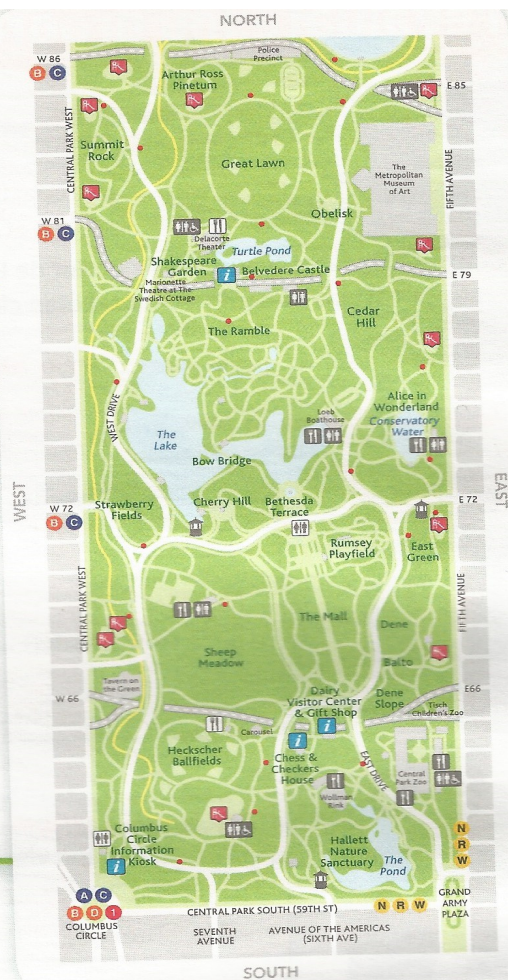 NORTH
Police
Precinct
W 86
B C
Arthur Ross
Pinetum
E 85
CENTRAL PARK WEST
Summit
Rock
Great Lawn
The
Metropolitan
Museum
of Art
FIFTH AVENUE
Obelisk
W 81
B C
Delacorte
Theater
Turtle Pond
Shakespeare
Garden
i
Belvedere Castle
E 79
Marionette
Theatre at The
Swedish Cottage
Cedar
Hill
The Ramble
WEST DRIVE
Alice in
Wonderland
Conservatory
Water
Loeb
Boathouse
The
Lake
Bow Bridge
WEST
EAST
Strawberry
Fields
Cherry Hill
Bethesda
Terrace
E 72
W 72
B C
Rumsey
Playfield
East
Green
CENTRAL PARK WEST
FIFTH AVENUE
The Mall
Dene
Sheep
Meadow
Balto
Tavern on
the Green
W 66
Dairy
Visitor Center
& Gift Shop
Dene
Slope
E66
Tisch
Children's Zoo
i
Carousel
i
Heckscher
Ballfields
Chess &
Checkers
House
EAST DRIVE
Central
Park Zoo
Wollman
Rink
Columbus
Circle
Information
Kiosk
i
Hallett
Nature
Sanctuary
The
Pond
N
R
W
A C
B D 1
COLUMBUS
CIRCLE
CENTRAL PARK SOUTH (59TH ST)
N R W
GRAND
ARMY
PLAZA
SEVENTH
AVENUE
AVENUE OF THE AMERICAS
(SIXTH AVE)
SOUTH